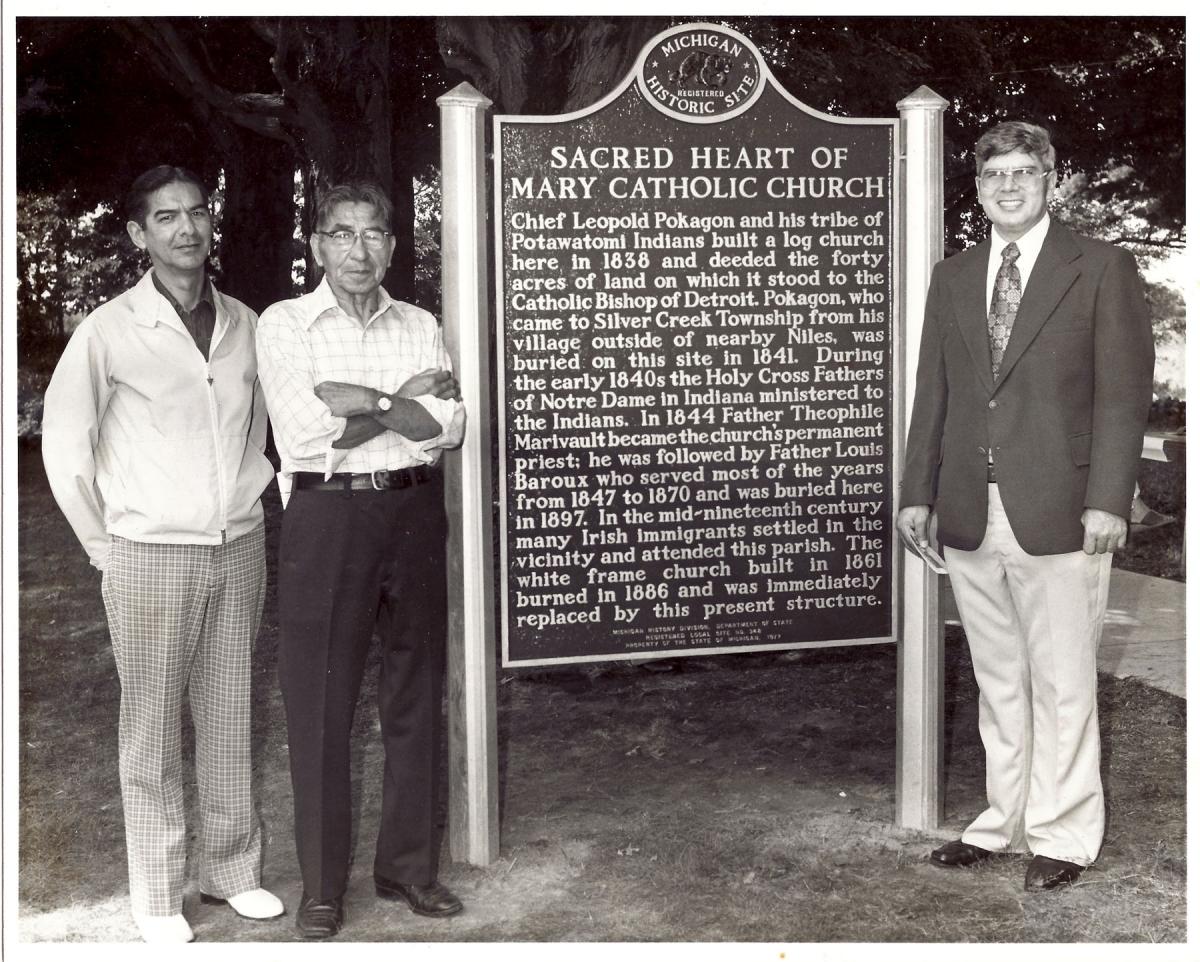 MICHIGAN
REGISTERED
HISTORIC SITE
SACRED HEART OF
MARY CATHOLIC CHURCH
Chief Leopold Pokagon and his tribe of
Potawatomi Indians built a log church
here in 1838 and deeded the forty
acres of land on which it stood to the
Catholic Bishop of Detroit. Pokagon, who
came to Silver Creek Township from his
village outside of nearby Niles, was
buried on this site in 1841. During
the early 1840s the Holy Cross Fathers
of Notre Dame in Indiana ministered to
the Indians. In 1844 Father Theophile
Marivault became the church's permanent
priest; he was followed by Father Louis
Baroux who served most of the years
from 1847 to 1870 and was buried here
in 1897. In the mid-nineteenth century
many Irish immigrants settled in the
vicinity and attended this parish. The
white frame church built in 1861
burned in 1886 and was immediately
replaced by this present structure.
MICHIGAN HISTORY DIVISION, DEPARTMENT OF STATE
REGISTERED LOCAL SITE NO. 348
PROPERTY OF THE STATE OF MICHIGAN, 1977